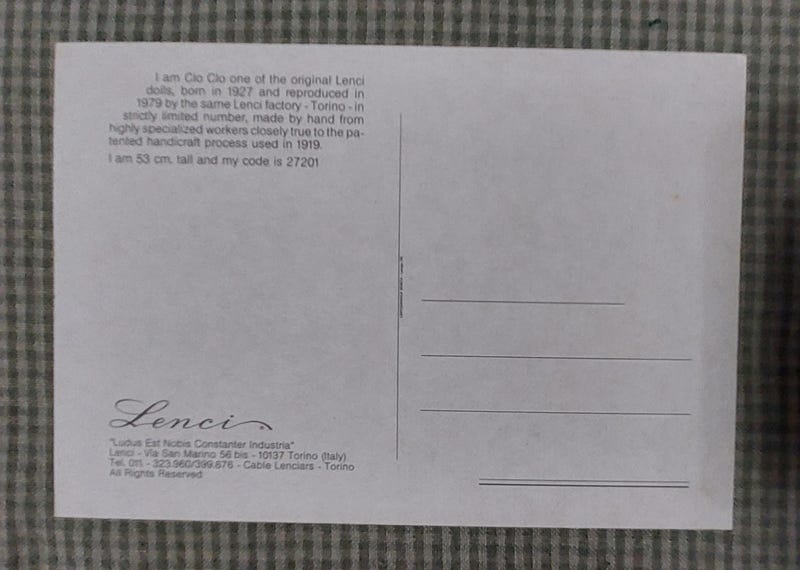 I am Clo Clo one of the original Lenci
dolls, born in 1927 and reproduced in
1979 by the same Lenci factory - Torino - in
strictly limited number, made by hand from
highly specialized workers closely true to the pa-
tented handicraft process used in 1919.
I am 53 cm. tall and my code is 27201
Lenci
"Ludus Est Nobis Constanter Industria"
Lenci - Via San Marino 56 bis - 10137 Torino (Italy)
Tel. 011 - 323.960/399.676 - Cable Lenciars - Torino
All Rights Reserved